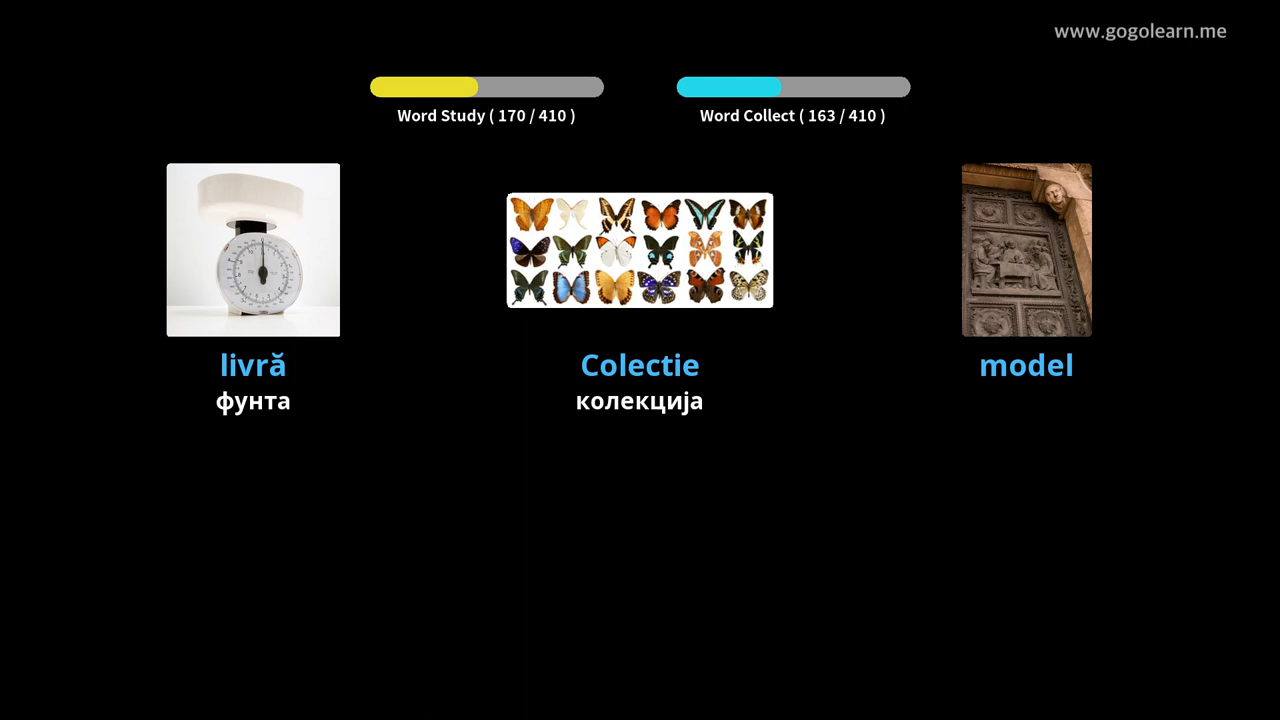 www.gogolearn.me
Word Study ( 170 / 410 )
Word Collect ( 163 / 410 )
livră
Colectie
model
фунта
колекција